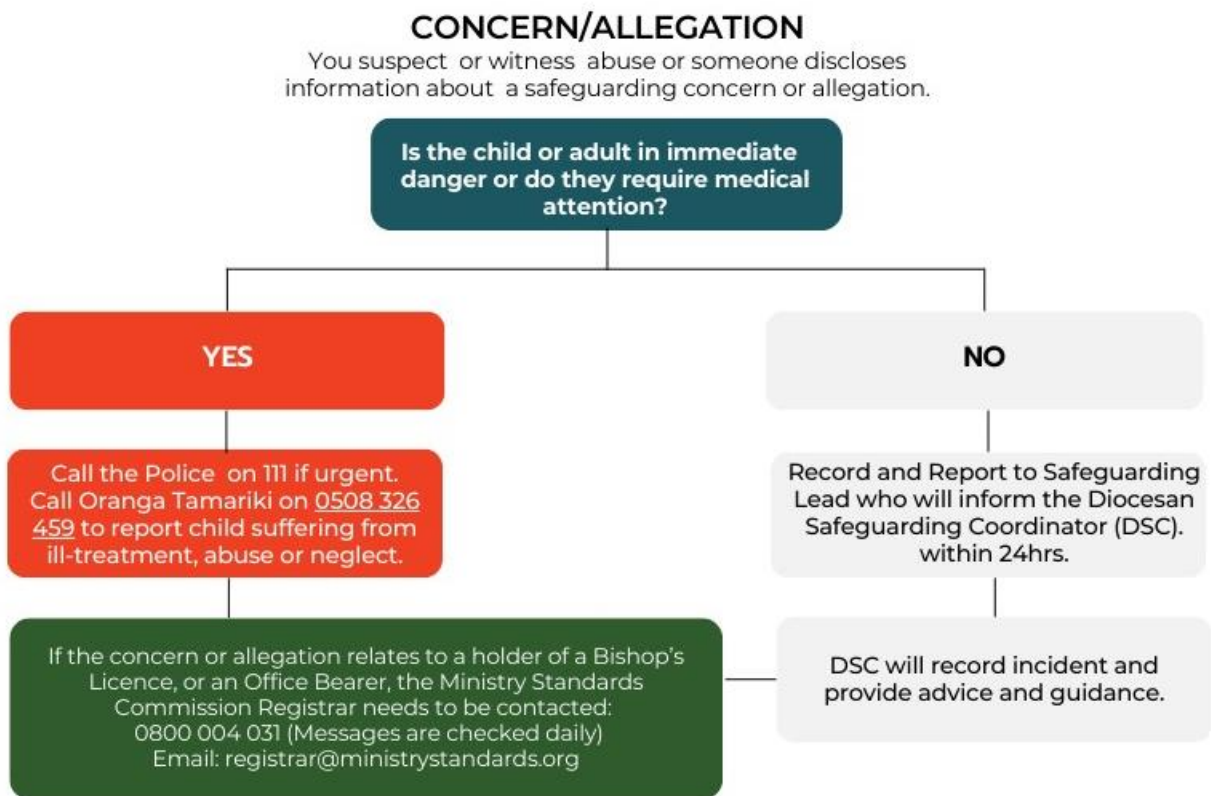 CONCERN/ALLEGATION
You suspect or witness abuse or someone discloses
information about a safeguarding concern or allegation.
Is the child or adult in immediate
danger or do they require medical
attention?
YES
NO
Call the Police on 111 if urgent.
Call Oranga Tamariki on 0508 326
459 to report child suffering from
ill-treatment, abuse or neglect.
Record and Report to Safeguarding
Lead who will inform the Diocesan
Safeguarding Coordinator (DSC).
within 24hrs.
If the concern or allegation relates to a holder of a Bishop's
Licence, or an Office Bearer, the Ministry Standards
Commission Registrar needs to be contacted:
0800 004 031 (Messages are checked daily)
Email: registrar@ministrystandards.org
DSC will record incident and
provide advice and guidance.